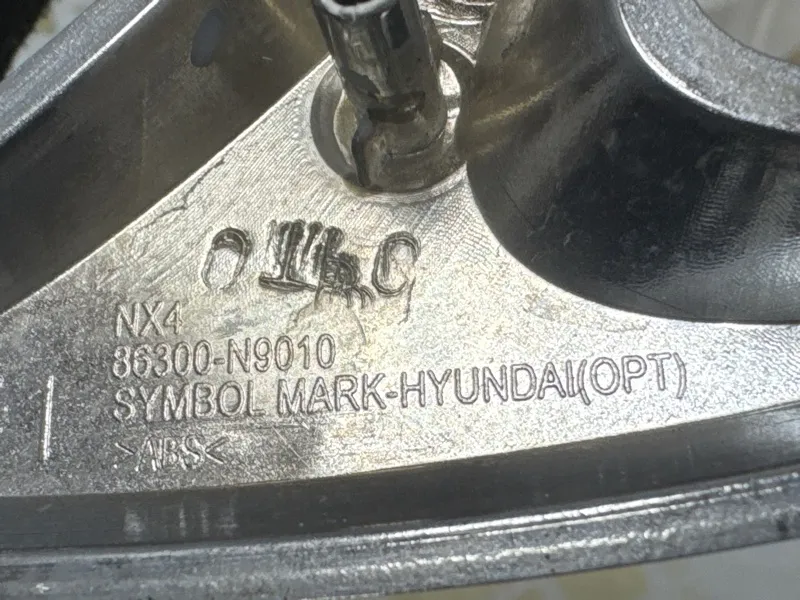 NX4
86300-N9010
SYMBOL MARK-HYUNDAI(OPT)
>ABS<